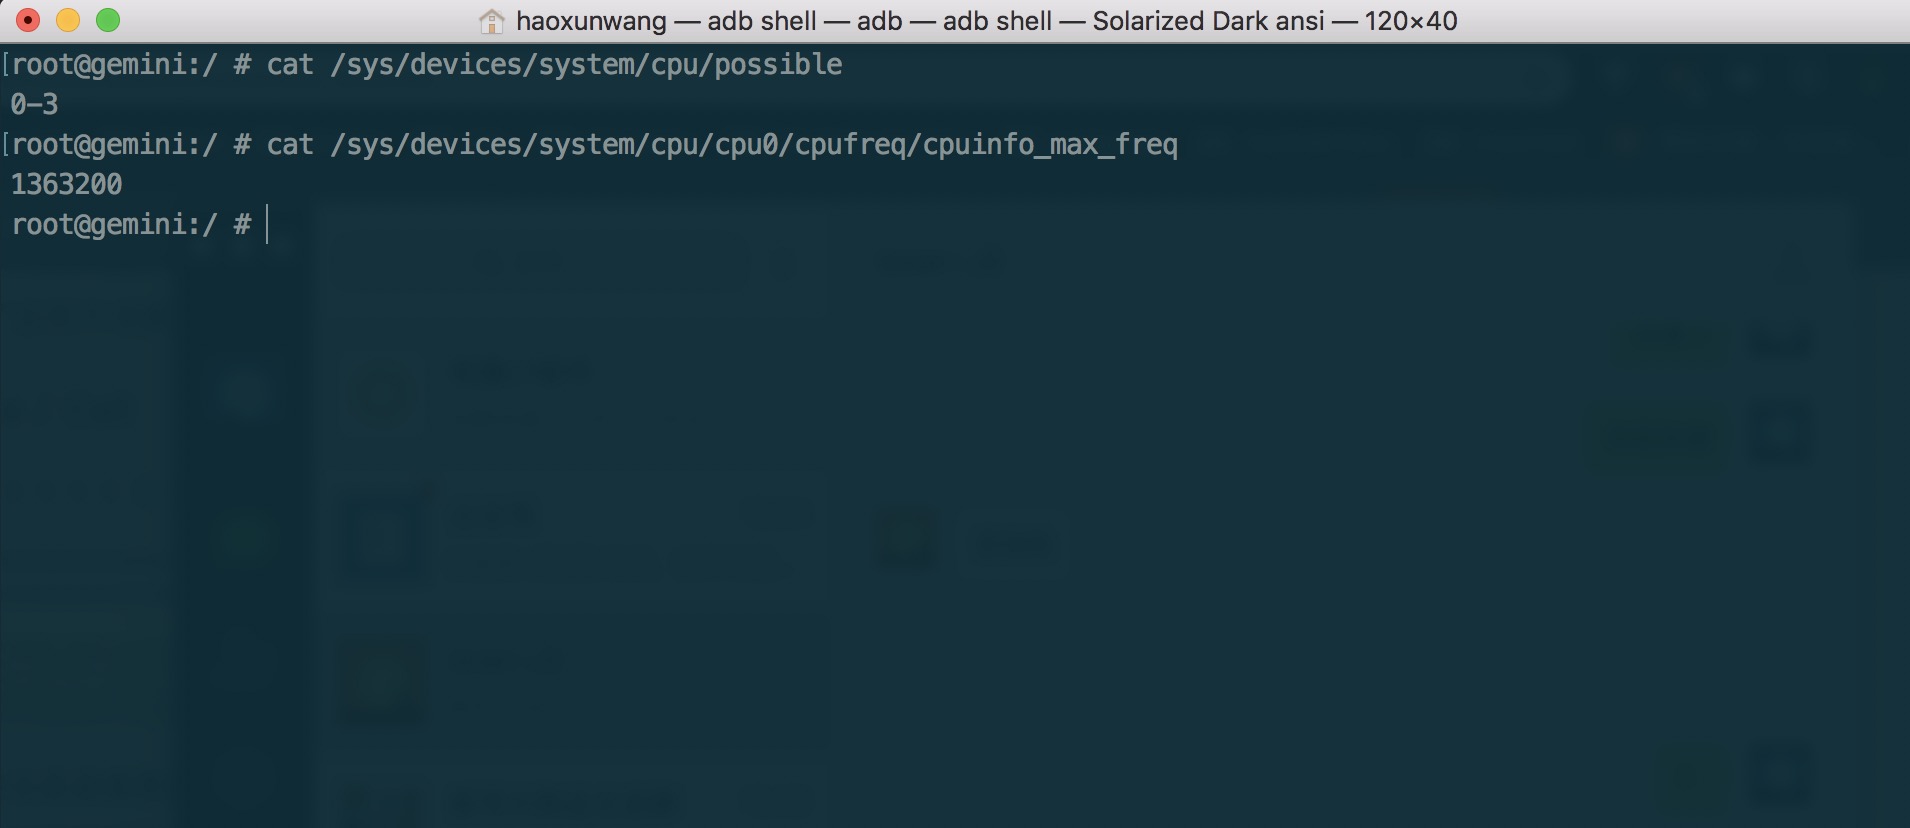 haoxunwang — adb shell — adb — adb shell — Solarized Dark ansi — 120×40
[root@gemini:/ # cat /sys/devices/system/cpu/possible
0-3
[root@gemini:/ # cat /sys/devices/system/cpu/cpu0/cpufreq/cpuinfo_max_freq
1363200
root@gemini:/ #